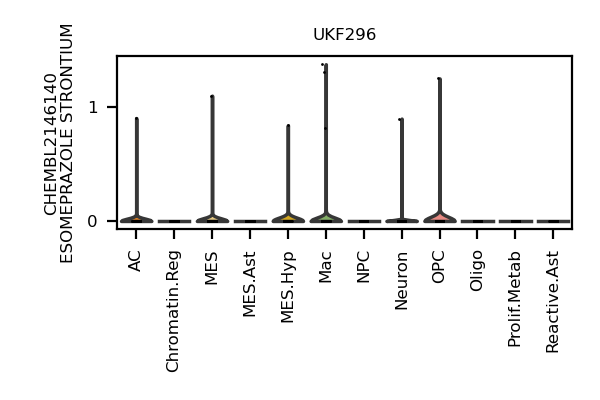 UKF296
CHEMBL2146140
ESOMEPRAZOLE STRONTIUM
1
0
AC
Chromatin.Reg
MES
MES.Ast
MES.Hyp
Mac
NPC
Neuron
OPC
Oligo
Prolif.Metab
Reactive.Ast